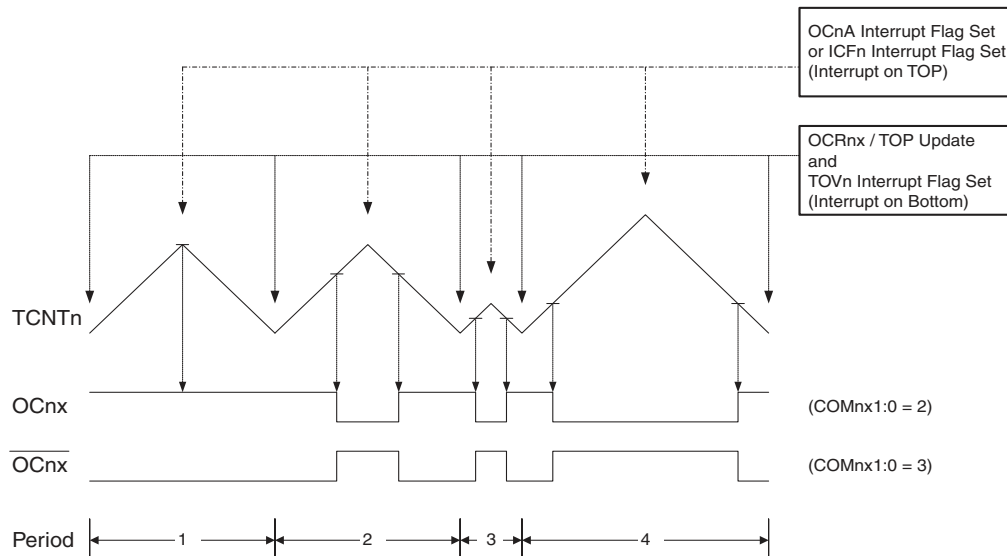 OCnA Interrupt Flag Set
or ICFn Interrupt Flag Set
(Interrupt on TOP)
OCRnx / TOP Update
and
TOVn Interrupt Flag Set
(Interrupt on Bottom)
TCNTn
OCnx
(COMnx1:0 = 2)
OCnx
(COMnx1:0 = 3)
Period
1
2
3
4